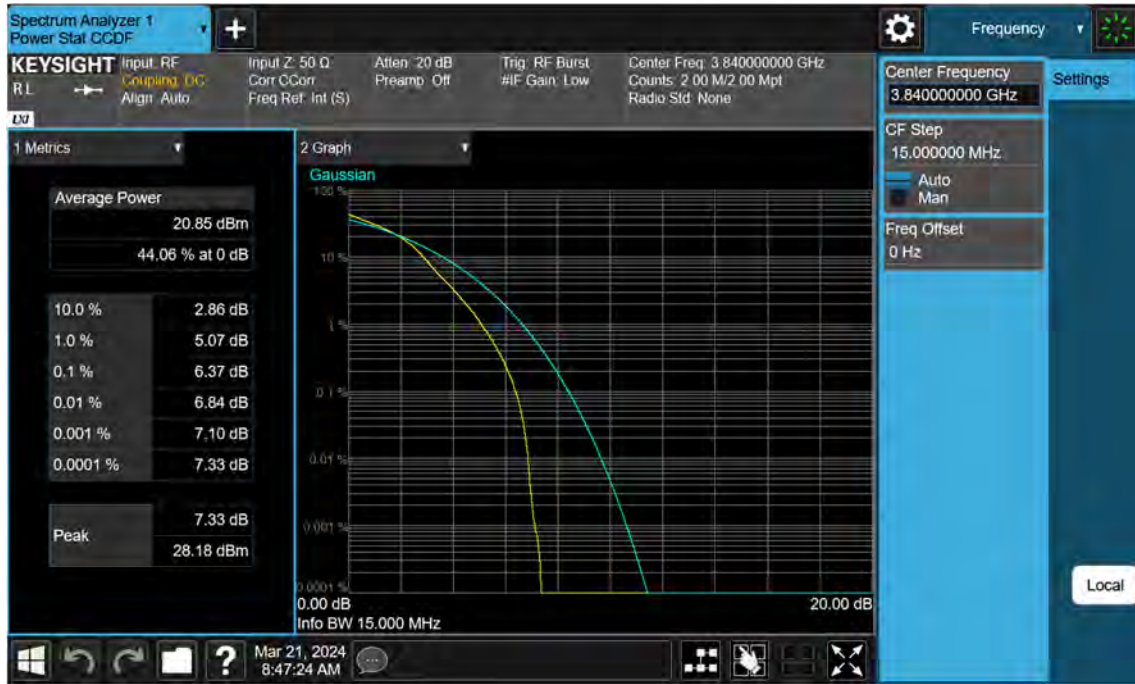 Spectrum Analyzer 1
Power Stat CCDF
+
Frequency
KEYSIGHT
RL
LXI
Input: RF
Coupling: DC
Align: Auto
Input Z: 50 Ω
Corr CCorr
Freq Ref: Int (S)
Atten: 20 dB
Preamp: Off
Trig: RF Burst
#IF Gain: Low
Center Freq: 3.840000000 GHz
Counts: 2.00 M/2.00 Mpt
Radio Std: None
Center Frequency
3.840000000 GHz
Settings
CF Step
15.000000 MHz
Auto
Man
Freq Offset
0 Hz
1 Metrics
Average Power
20.85 dBm
44.06 % at 0 dB
10.0 % 2.86 dB
1.0 % 5.07 dB
0.1 % 6.37 dB
0.01 % 6.84 dB
0.001 % 7.10 dB
0.0001 % 7.33 dB
Peak
7.33 dB
28.18 dBm
2 Graph
Gaussian
100 %
10 %
1 %
0.1 %
0.01 %
0.001 %
0.0001 %
0.00 dB 20.00 dB
Info BW 15.000 MHz
Local
?
Mar 21, 2024
8:47:24 AM